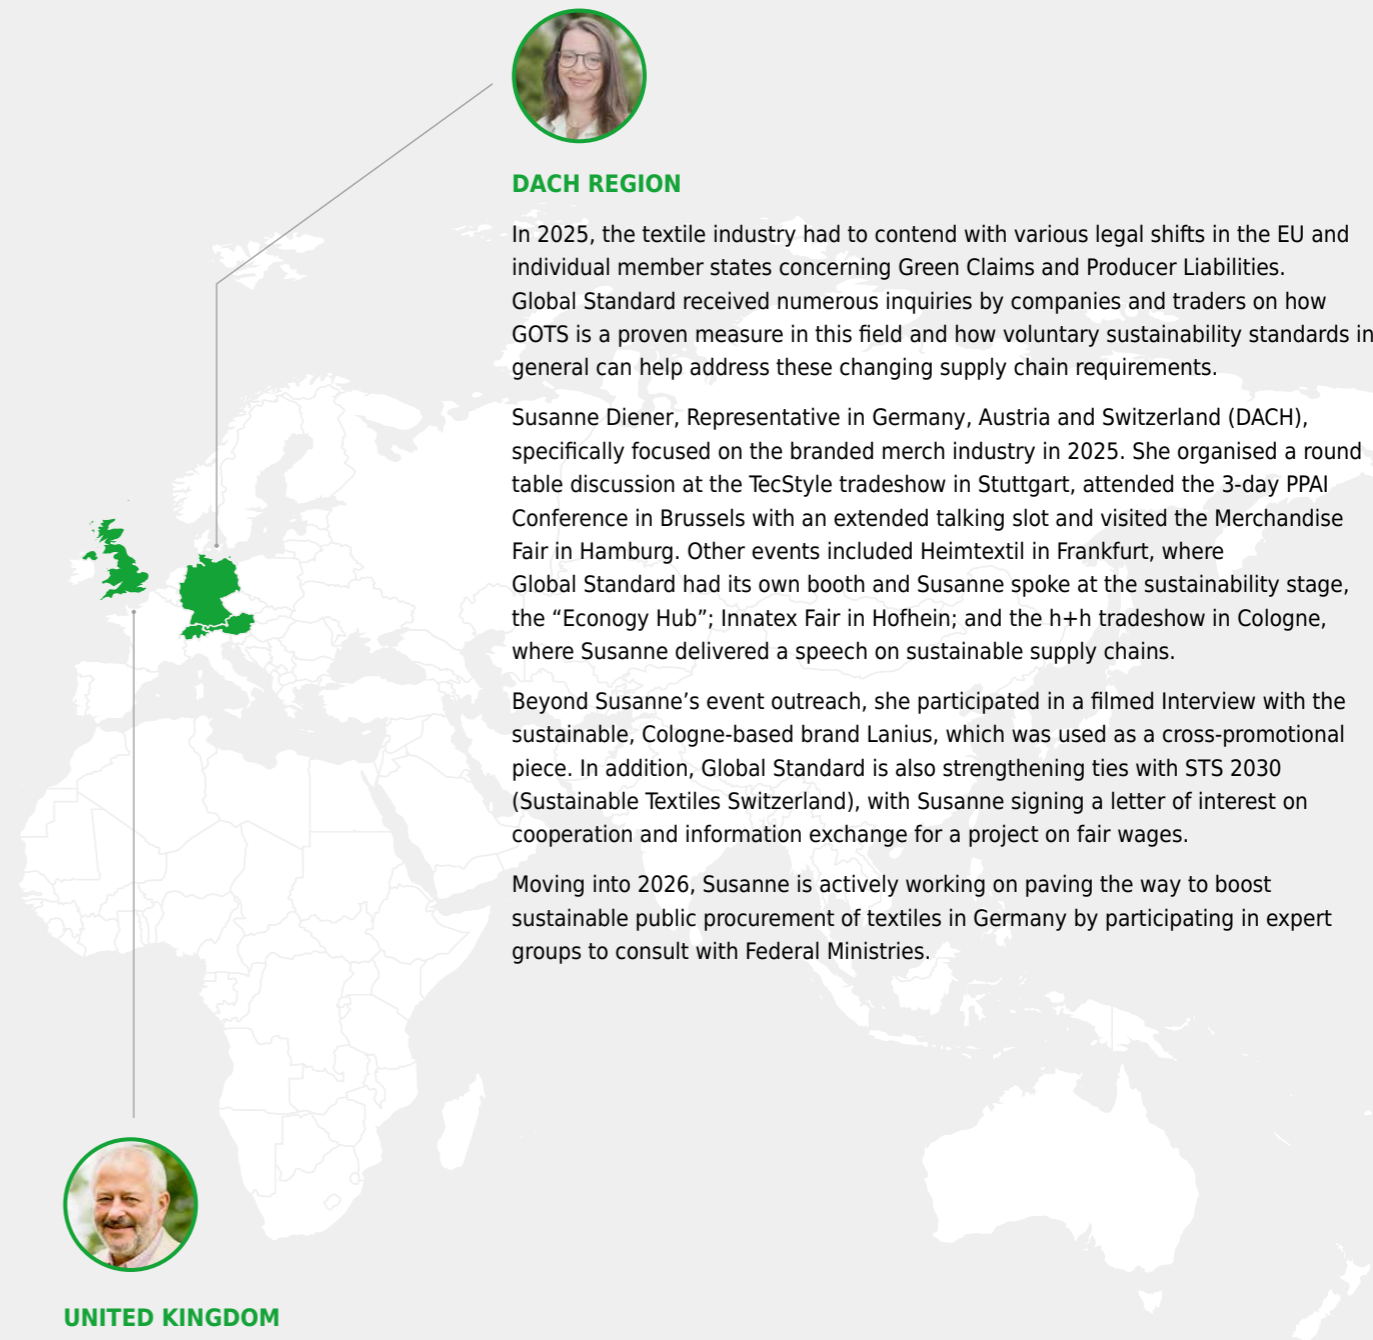 DACH REGION
In 2025, the textile industry had to contend with various legal shifts in the EU and
individual member states concerning Green Claims and Producer Liabilities.
Global Standard received numerous inquiries by companies and traders on how
GOTS is a proven measure in this field and how voluntary sustainability standards in
general can help address these changing supply chain requirements.
Susanne Diener, Representative in Germany, Austria and Switzerland (DACH),
specifically focused on the branded merch industry in 2025. She organised a round
table discussion at the TecStyle tradeshow in Stuttgart, attended the 3-day PPAI
Conference in Brussels with an extended talking slot and visited the Merchandise
Fair in Hamburg. Other events included Heimtextil in Frankfurt, where
Global Standard had its own booth and Susanne spoke at the sustainability stage,
the “Econogy Hub”; Innatex Fair in Hofhein; and the h+h tradeshow in Cologne,
where Susanne delivered a speech on sustainable supply chains.
Beyond Susanne’s event outreach, she participated in a filmed Interview with the
sustainable, Cologne-based brand Lanius, which was used as a cross-promotional
piece. In addition, Global Standard is also strengthening ties with STS 2030
(Sustainable Textiles Switzerland), with Susanne signing a letter of interest on
cooperation and information exchange for a project on fair wages.
Moving into 2026, Susanne is actively working on paving the way to boost
sustainable public procurement of textiles in Germany by participating in expert
groups to consult with Federal Ministries.
UNITED KINGDOM